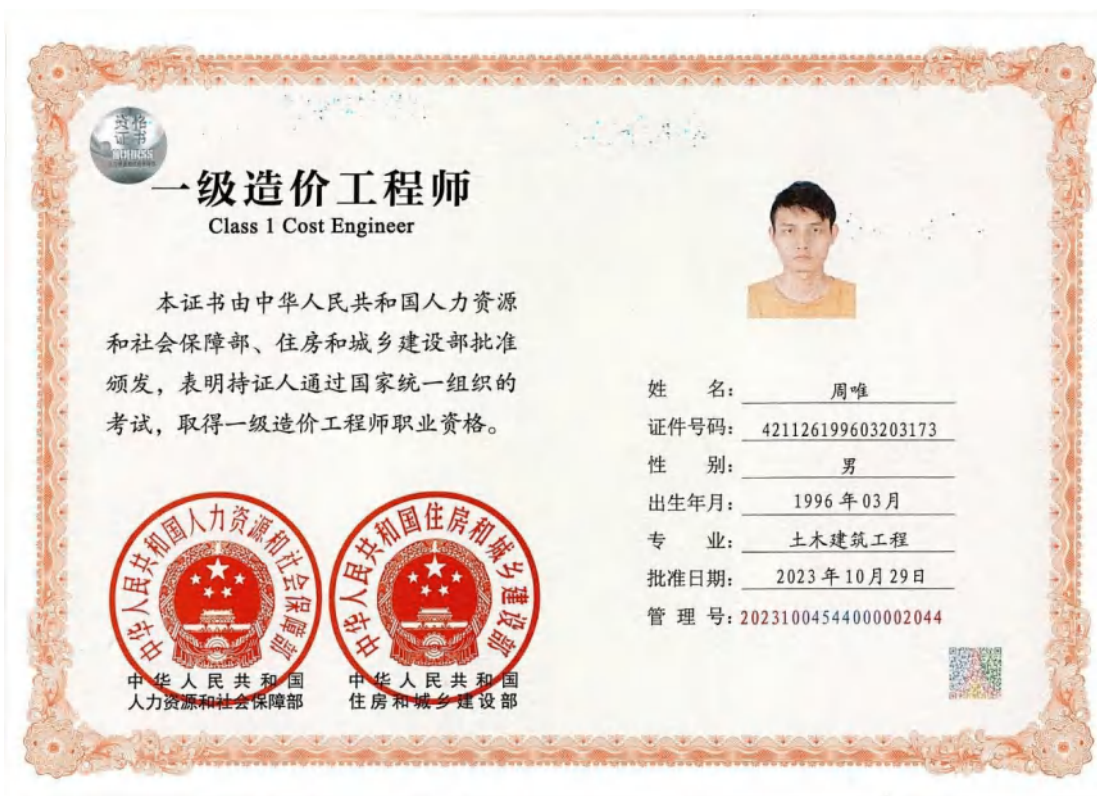 资格
证书
一级造价工程师
Class 1 Cost Engineer
本证书由中华人民共和国人力资源
和社会保障部、住房和城乡建设部批准
颁发，表明持证人通过国家统一组织的
考试，取得一级造价工程师职业资格。
中华人民共和国人力资源和社会保障部
中华人民共和国住房和城乡建设部
中华人民共和国
人力资源和社会保障部
中华人民共和国
住房和城乡建设部
姓 名： 周唯
证件号码： 421126199603203173
性 别： 男
出生年月： 1996年03月
专 业： 土木建筑工程
批准日期： 2023年10月29日
管 理 号：20231004544000002044